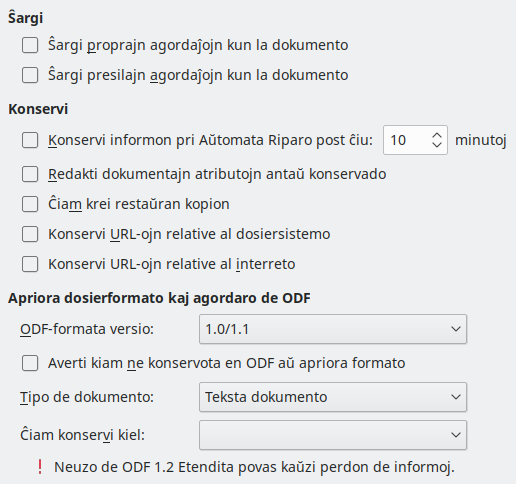 Ŝargi
Ŝargi proprajn agordaĵojn kun la dokumento
Ŝargi presilajn agordaĵojn kun la dokumento
Konservi
Konservi informon pri Aŭtomata Riparo post ĉiu: 10 minutoj
Redakti dokumentajn atributojn antaŭ konservado
Ĉiam krei restaŭran kopion
Konservi URL-ojn relative al dosiersistemo
Konservi URL-ojn relative al interreto
Apriora dosierformato kaj agordaro de ODF
ODF-formata versio: 1.0/1.1
Averti kiam ne konservota en ODF aŭ apriora formato
Tipo de dokumento: Teksta dokumento
Ĉiam konservi kiel:
! Neuzo de ODF 1.2 Etendita povas kaŭzi perdon de informoj.